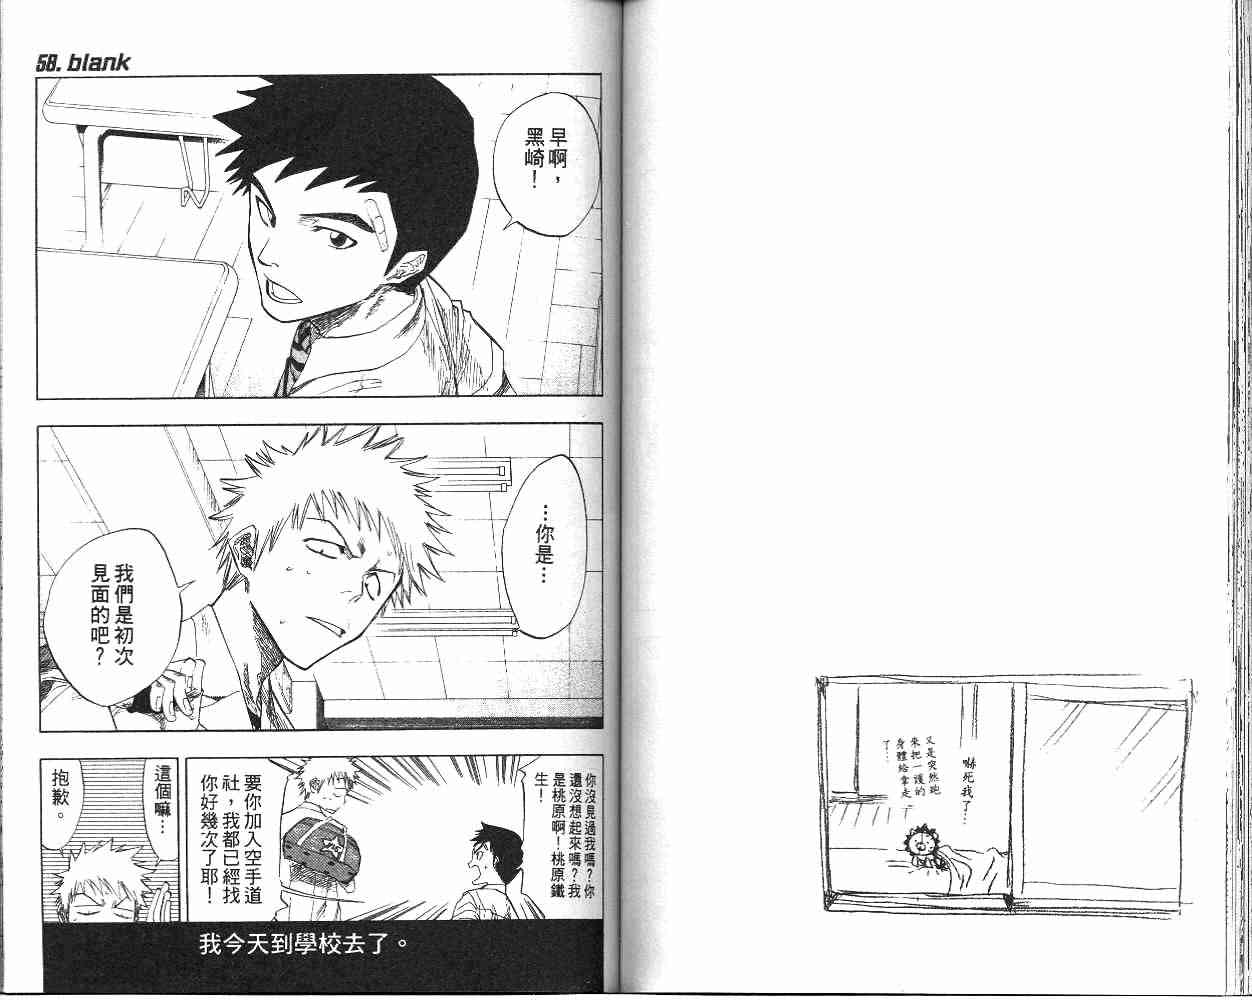 嚇死我了…
又是突然跑
來把一護的
身體給拿走
了…
58. blank
早啊，
黑崎！
…你是…
我們是初次
見面的吧？
你沒見過我嗎？你
還沒想起來嗎？我
是桃原啊！桃原鐵
生！
要你加入空手道
社，我都已經找
你好幾次了耶！
這個嘛…
抱歉。
我今天到學校去了。